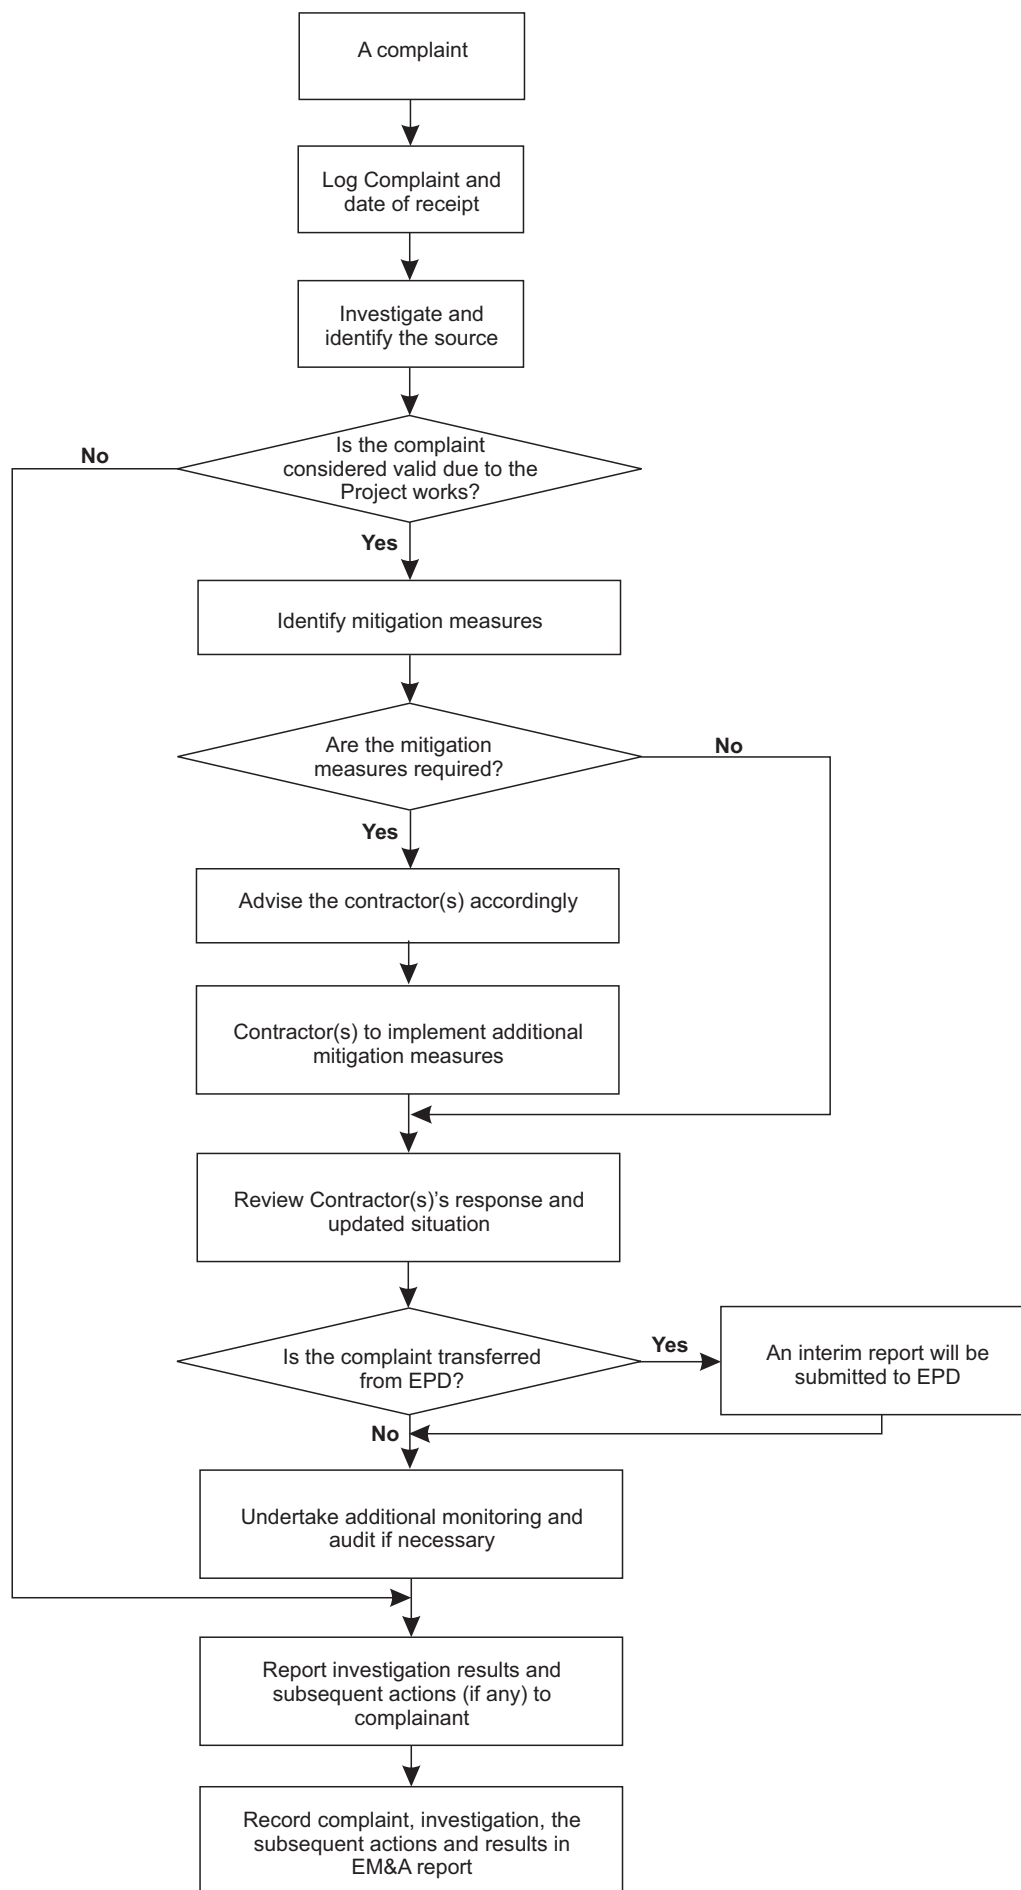 A complaint
Log Complaint and
date of receipt
Investigate and
identify the source
Is the complaint
considered valid due to the
Project works?
No
Yes
Identify mitigation measures
Are the mitigation
measures required?
No
Yes
Advise the contractor(s) accordingly
Contractor(s) to implement additional
mitigation measures
Review Contractor(s)'s response and
updated situation
Is the complaint transferred
from EPD?
Yes
An interim report will be
submitted to EPD
No
Undertake additional monitoring and
audit if necessary
Report investigation results and
subsequent actions (if any) to
complainant
Record complaint, investigation, the
subsequent actions and results in
EM&A report